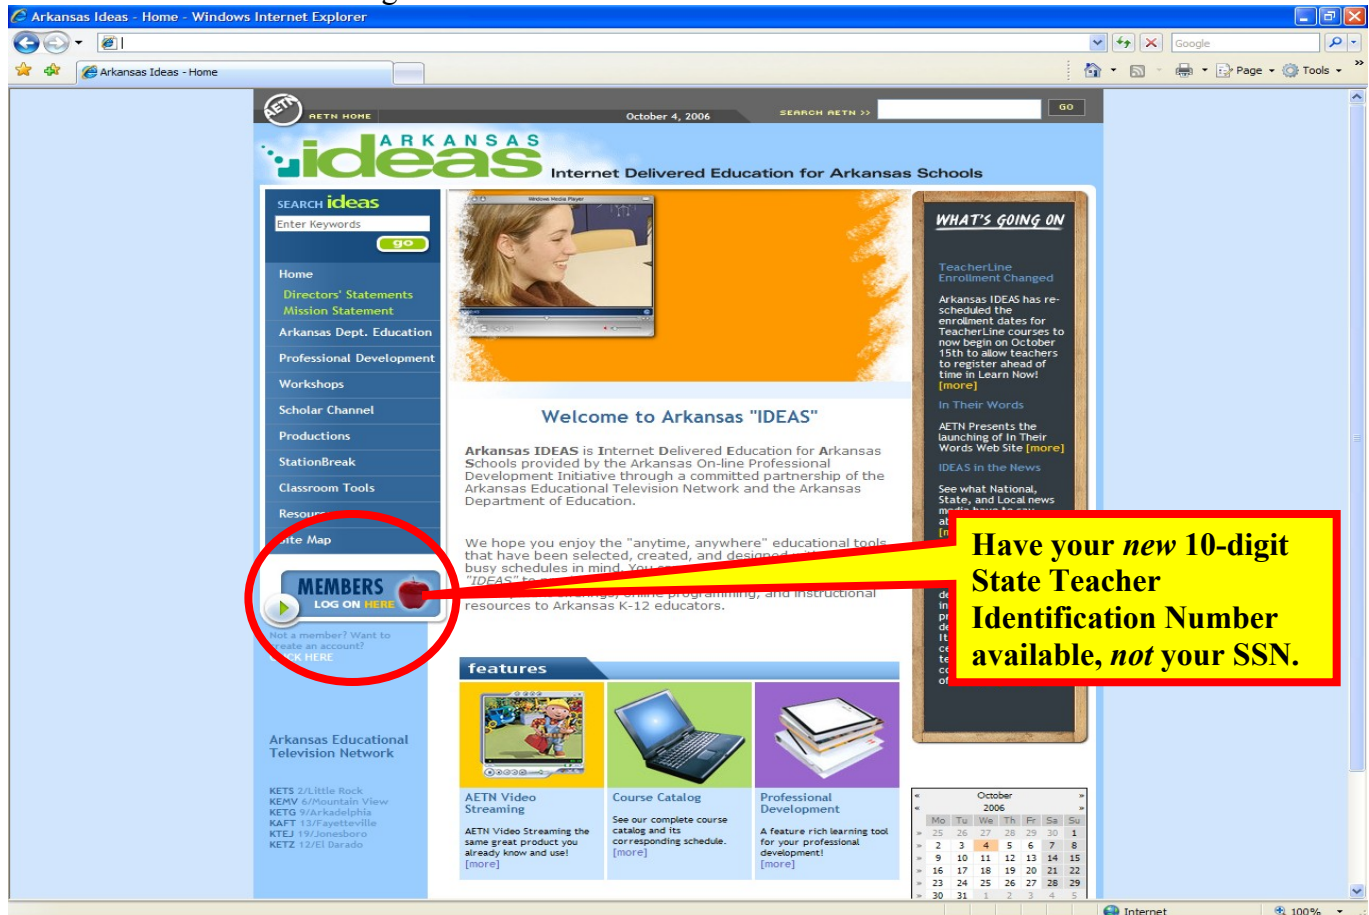 Arkansas Ideas - Home - Windows Internet Explorer
Google
Arkansas Ideas - Home
Page
Tools
AETN
AETN HOME
October 4, 2006
SEARCH AETN >>
GO
ARKANSAS
ideas
Internet Delivered Education for Arkansas Schools
SEARCH ideas
Enter Keywords
go
Home
Directors' Statements
Mission Statement
Arkansas Dept. Education
Professional Development
Workshops
Scholar Channel
Productions
StationBreak
Classroom Tools
Site Map
MEMBERS
LOG ON HERE
Not a member? Want to
create an account?
CLICK HERE
Arkansas Educational
Television Network
KETS 2/Little Rock
KEMV 6/Mountain View
KETG 9/Arkadelphia
KAFT 13/Fayetteville
KTEJ 19/Jonesboro
KETZ 12/El Darado
Windows Media Player
Welcome to Arkansas "IDEAS"
Arkansas IDEAS is Internet Delivered Education for Arkansas
Schools provided by the Arkansas On-line Professional
Development Initiative through a committed partnership of the
Arkansas Educational Television Network and the Arkansas
Department of Education.
We hope you enjoy the "anytime, anywhere" educational tools
that have been selected, created, and designed
busy schedules in mind. You
"IDEAS"
online programming, and instructional
resources to Arkansas K-12 educators.
features
AETN Video
Streaming
AETN Video Streaming the
same great product you
already know and use!
[more]
Course Catalog
See our complete course
catalog and its
corresponding schedule.
[more]
Professional
Development
A feature rich learning tool
for your professional
development!
[more]
WHAT'S GOING ON
TeacherLine
Enrollment Changed
Arkansas IDEAS has re-
scheduled the
enrollment dates for
TeacherLine courses to
now begin on October
15th to allow teachers
to register ahead of
time in Learn Now!
[more]
In Their Words
AETN Presents the
launching of In Their
Words Web Site [more]
IDEAS in the News
See what National,
State, and Local news
media have to say
Have your new 10-digit
State Teacher
Identification Number
available, not your SSN.
« October »
« 2006 »
Mo Tu We Th Fr Sa Su
» 25 26 27 28 29 30 1
» 2 3 4 5 6 7 8
» 9 10 11 12 13 14 15
» 16 17 18 19 20 21 22
» 23 24 25 26 27 28 29
» 30 31 1 2 3 4 5
Internet
100%